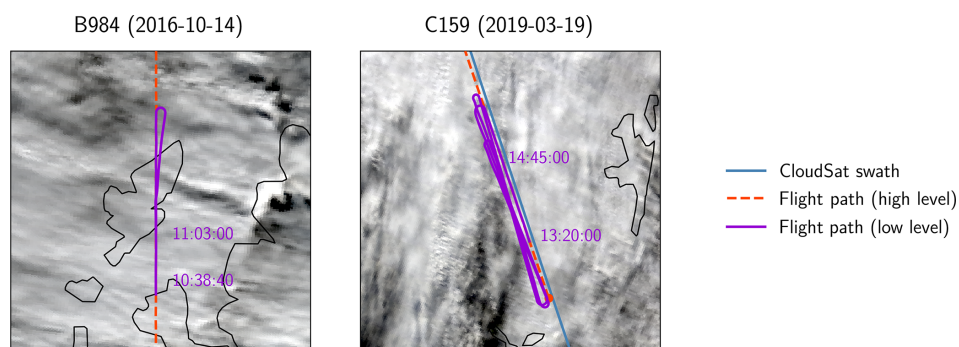 B984 (2016-10-14)
C159 (2019-03-19)
11:03:00
10:38:40
14:45:00
13:20:00
CloudSat swath
Flight path (high level)
Flight path (low level)